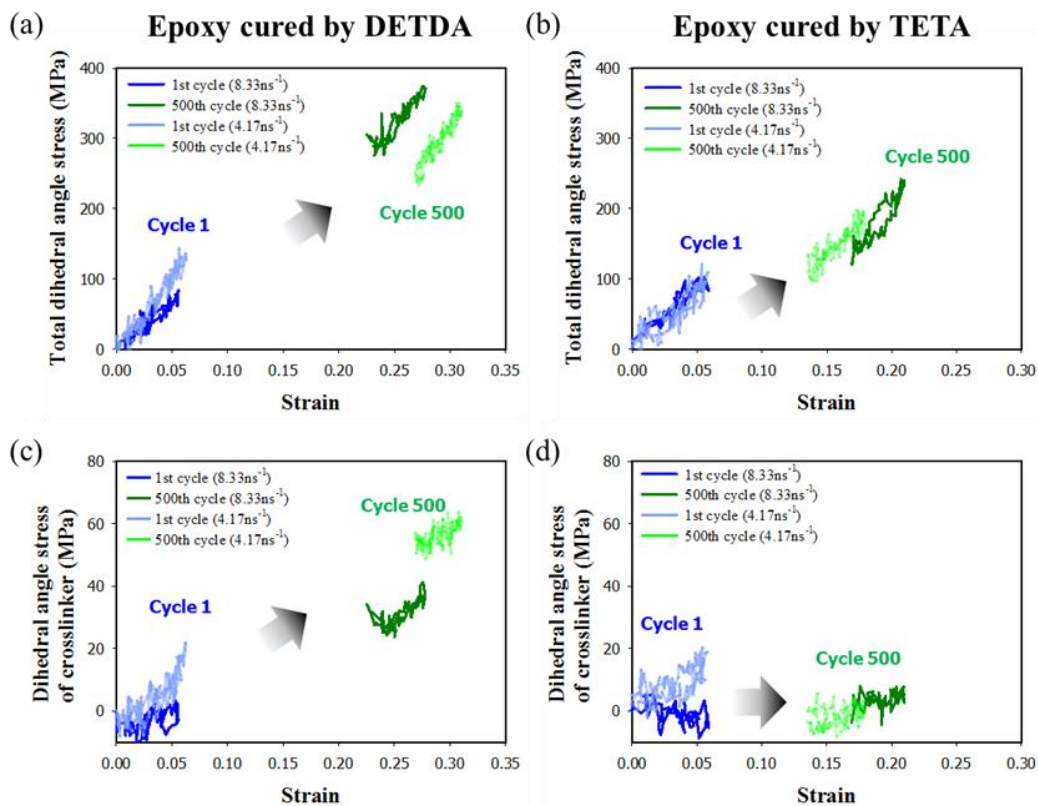 (a) Epoxy cured by DETDA
Total dihedral angle stress (MPa)
400
300
200
100
0
1st cycle (8.33ns⁻¹)
500th cycle (8.33ns⁻¹)
1st cycle (4.17ns⁻¹)
500th cycle (4.17ns⁻¹)
Cycle 1
Cycle 500
0.00 0.05 0.10 0.15 0.20 0.25 0.30 0.35
Strain
(b) Epoxy cured by TETA
Total dihedral angle stress (MPa)
400
300
200
100
0
1st cycle (8.33ns⁻¹)
500th cycle (8.33ns⁻¹)
1st cycle (4.17ns⁻¹)
500th cycle (4.17ns⁻¹)
Cycle 500
Cycle 1
0.00 0.05 0.10 0.15 0.20 0.25 0.30
Strain
(c)
Dihedral angle stress
of crosslinker (MPa)
80
60
40
20
0
1st cycle (8.33ns⁻¹)
500th cycle (8.33ns⁻¹)
1st cycle (4.17ns⁻¹)
500th cycle (4.17ns⁻¹)
Cycle 500
Cycle 1
0.00 0.05 0.10 0.15 0.20 0.25 0.30 0.35
Strain
(d)
Dihedral angle stress
of crosslinker (MPa)
80
60
40
20
0
1st cycle (8.33ns⁻¹)
500th cycle (8.33ns⁻¹)
1st cycle (4.17ns⁻¹)
500th cycle (4.17ns⁻¹)
Cycle 1
Cycle 500
0.00 0.05 0.10 0.15 0.20 0.25 0.30
Strain